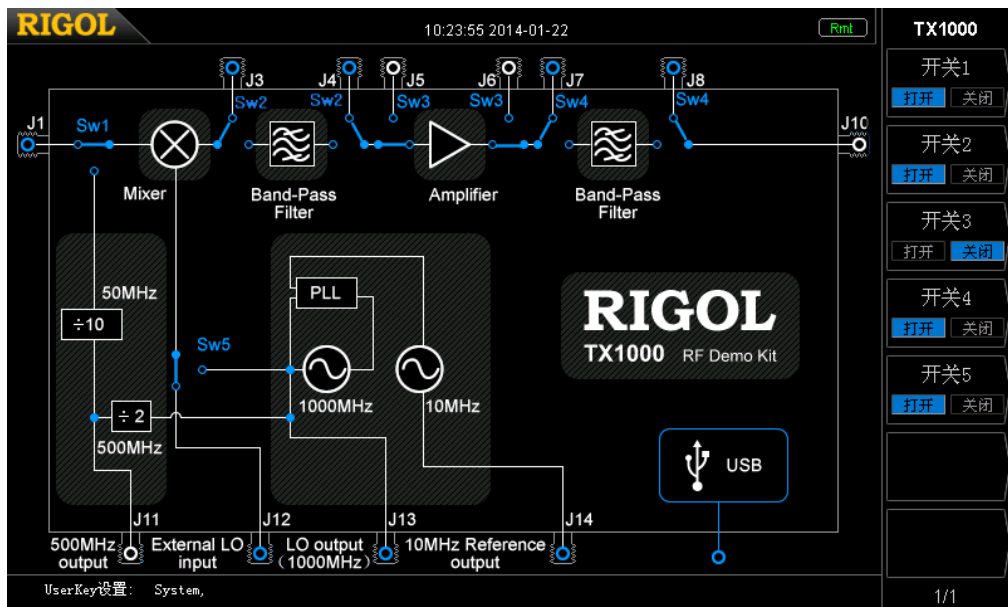 RIGOL
10:23:55 2014-01-22
Rmt
TX1000
J1
J3
J4
J5
J6
J7
J8
J10
Sw1
Sw2
Sw2
Sw3
Sw3
Sw4
Sw4
Mixer
Band-Pass
Filter
Amplifier
Band-Pass
Filter
50MHz
÷10
Sw5
÷ 2
500MHz
PLL
1000MHz
10MHz
RIGOL
TX1000 RF Demo Kit
USB
J11
J12
J13
J14
500MHz
output
External LO
input
LO output
(1000MHz)
10MHz Reference
output
开关1
打开 关闭
开关2
打开 关闭
开关3
打开 关闭
开关4
打开 关闭
开关5
打开 关闭
UserKey设置: System,
1/1